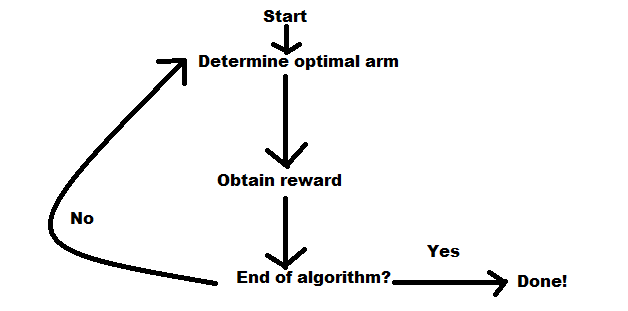 Start
Determine optimal arm
Obtain reward
No
Yes
End of algorithm?
Done!